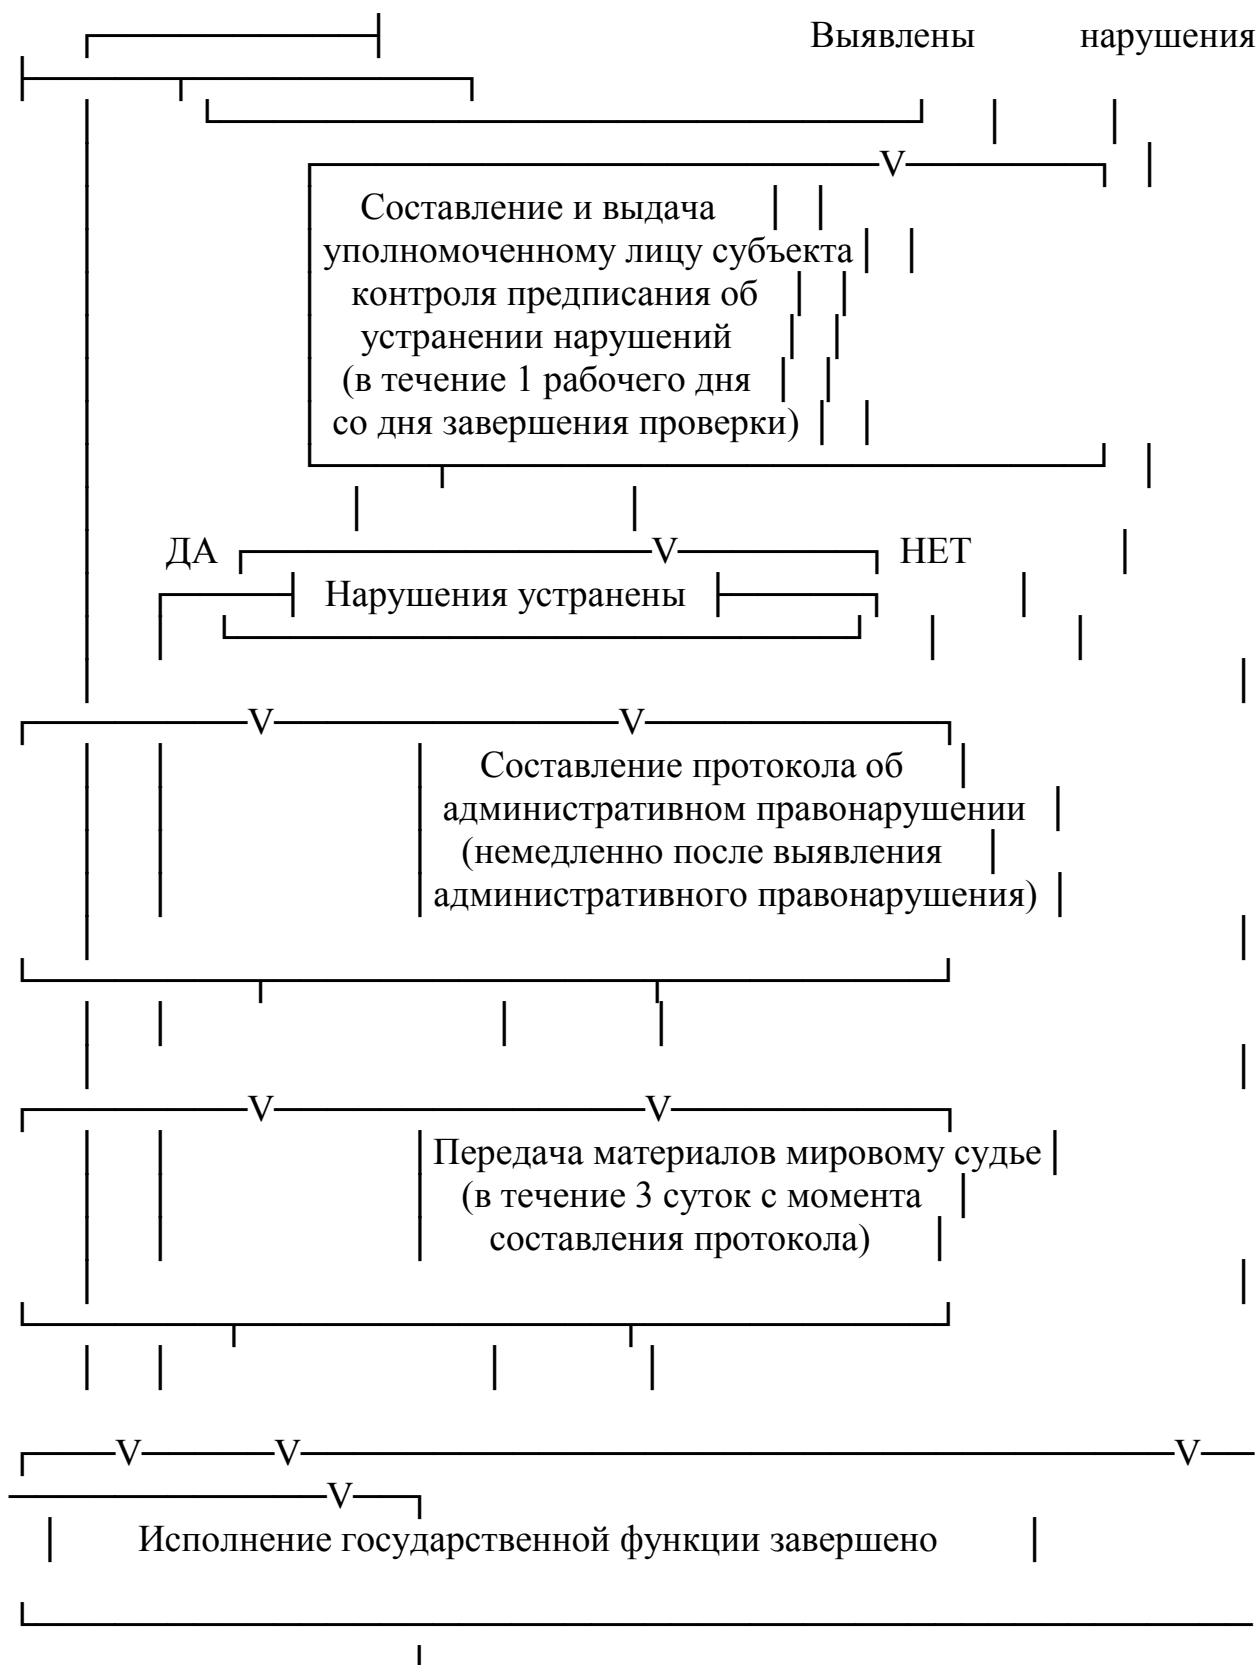 Выявлены нарушения
V
Составление и выдача
уполномоченному лицу субъекта
контроля предписания об
устранении нарушений
(в течение 1 рабочего дня
со дня завершения проверки)
ДА V НЕТ
Нарушения устранены
V V
Составление протокола об
административном правонарушении
(немедленно после выявления
административного правонарушения)
V V
Передача материалов мировому судье
(в течение 3 суток с момента
составления протокола)
V V V
V
Исполнение государственной функции завершено